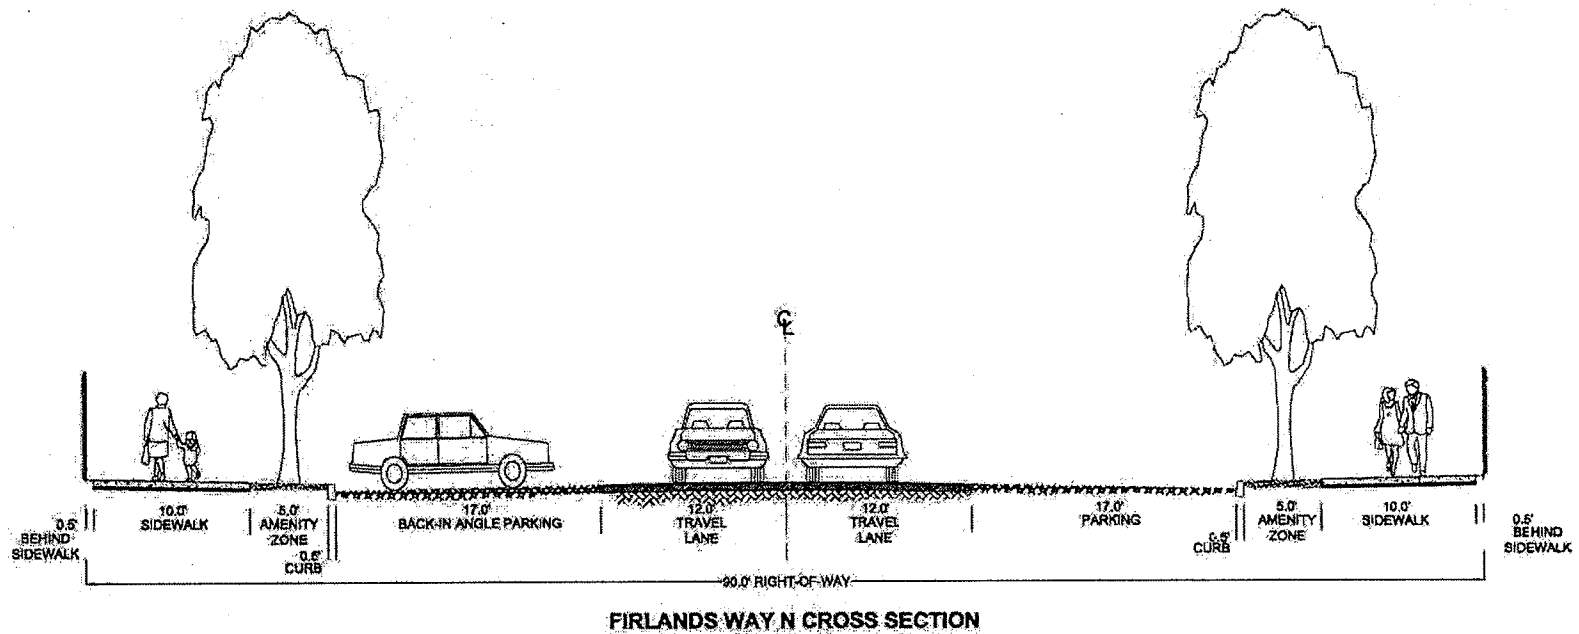 ℄
10.0'
SIDEWALK
5.0'
AMENITY
ZONE
17.0'
BACK-IN ANGLE PARKING
12.0'
TRAVEL
LANE
12.0'
TRAVEL
LANE
17.0'
PARKING
5.0'
AMENITY
ZONE
10.0'
SIDEWALK
0.5'
BEHIND
SIDEWALK
0.5'
CURB
0.5'
CURB
0.5'
BEHIND
SIDEWALK
90.0' RIGHT-OF-WAY
FIRLANDS WAY N CROSS SECTION